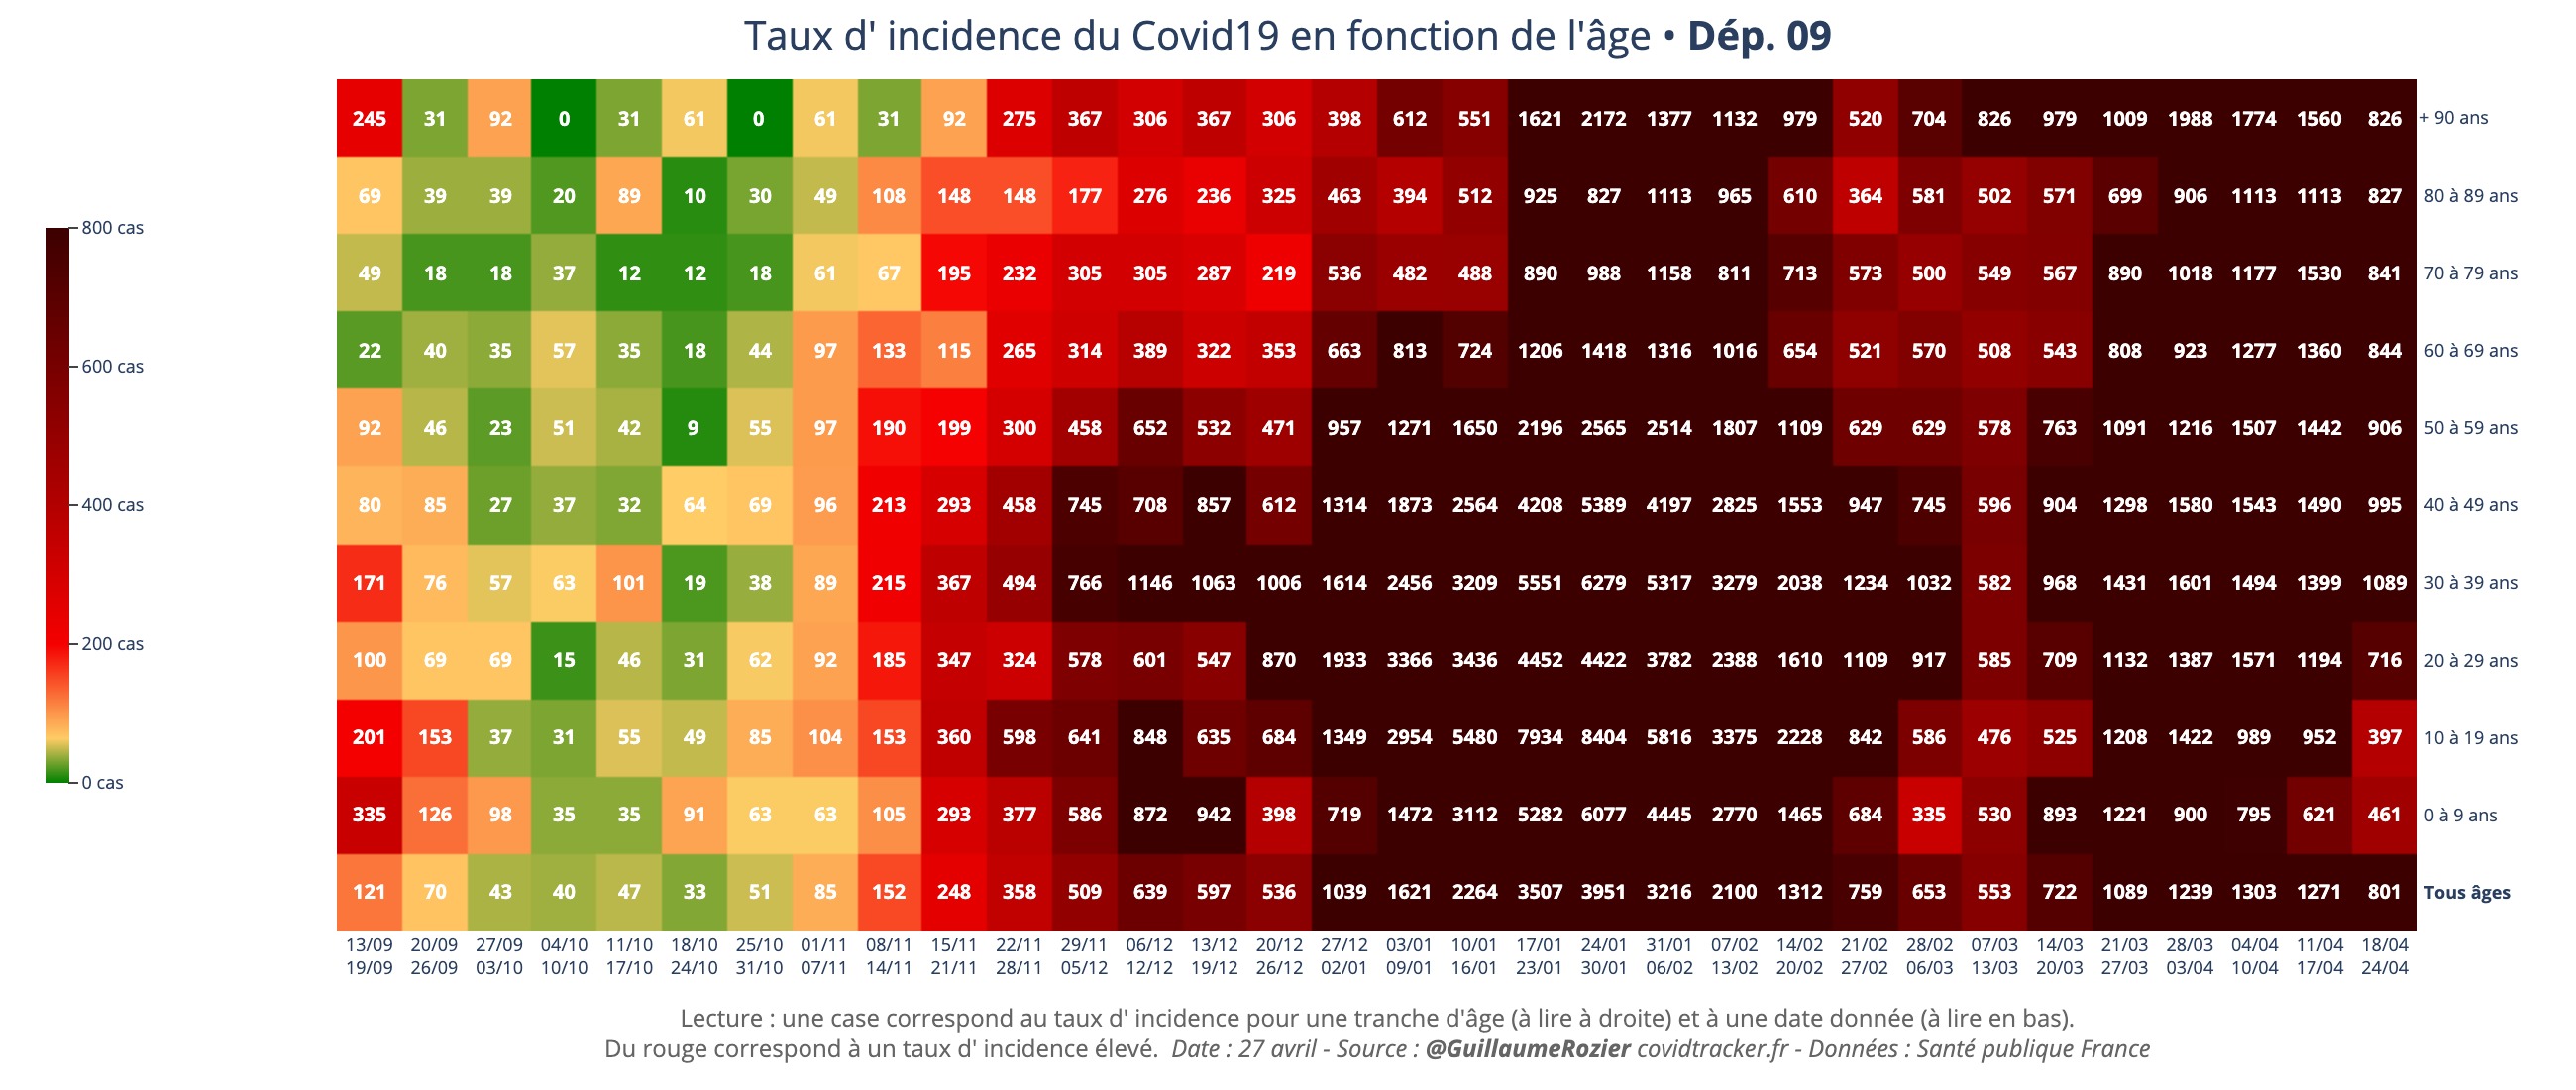 Taux d' incidence du Covid19 en fonction de l'âge • Dép. 09
245 31 92 0 31 61 0 61 31 92 275 367 306 367 306 398 612 551 1621 2172 1377 1132 979 520 704 826 979 1009 1988 1774 1560 826 + 90 ans
69 39 39 20 89 10 30 49 108 148 148 177 276 236 325 463 394 512 925 827 1113 965 610 364 581 502 571 699 906 1113 1113 827 80 à 89 ans
800 cas
49 18 18 37 12 12 18 61 67 195 232 305 305 287 219 536 482 488 890 988 1158 811 713 573 500 549 567 890 1018 1177 1530 841 70 à 79 ans
22 40 35 57 35 18 44 97 133 115 265 314 389 322 353 663 813 724 1206 1418 1316 1016 654 521 570 508 543 808 923 1277 1360 844 60 à 69 ans
600 cas
92 46 23 51 42 9 55 97 190 199 300 458 652 532 471 957 1271 1650 2196 2565 2514 1807 1109 629 629 578 763 1091 1216 1507 1442 906 50 à 59 ans
400 cas
80 85 27 37 32 64 69 96 213 293 458 745 708 857 612 1314 1873 2564 4208 5389 4197 2825 1553 947 745 596 904 1298 1580 1543 1490 995 40 à 49 ans
171 76 57 63 101 19 38 89 215 367 494 766 1146 1063 1006 1614 2456 3209 5551 6279 5317 3279 2038 1234 1032 582 968 1431 1601 1494 1399 1089 30 à 39 ans
200 cas
100 69 69 15 46 31 62 92 185 347 324 578 601 547 870 1933 3366 3436 4452 4422 3782 2388 1610 1109 917 585 709 1132 1387 1571 1194 716 20 à 29 ans
201 153 37 31 55 49 85 104 153 360 598 641 848 635 684 1349 2954 5480 7934 8404 5816 3375 2228 842 586 476 525 1208 1422 989 952 397 10 à 19 ans
0 cas
335 126 98 35 35 91 63 63 105 293 377 586 872 942 398 719 1472 3112 5282 6077 4445 2770 1465 684 335 530 893 1221 900 795 621 461 0 à 9 ans
121 70 43 40 47 33 51 85 152 248 358 509 639 597 536 1039 1621 2264 3507 3951 3216 2100 1312 759 653 553 722 1089 1239 1303 1271 801 Tous âges
13/09 20/09 27/09 04/10 11/10 18/10 25/10 01/11 08/11 15/11 22/11 29/11 06/12 13/12 20/12 27/12 03/01 10/01 17/01 24/01 31/01 07/02 14/02 21/02 28/02 07/03 14/03 21/03 28/03 04/04 11/04 18/04
19/09 26/09 03/10 10/10 17/10 24/10 31/10 07/11 14/11 21/11 28/11 05/12 12/12 19/12 26/12 02/01 09/01 16/01 23/01 30/01 06/02 13/02 20/02 27/02 06/03 13/03 20/03 27/03 03/04 10/04 17/04 24/04
Lecture : une case correspond au taux d' incidence pour une tranche d'âge (à lire à droite) et à une date donnée (à lire en bas).
Du rouge correspond à un taux d' incidence élevé. Date : 27 avril - Source : @GuillaumeRozier covidtracker.fr - Données : Santé publique France